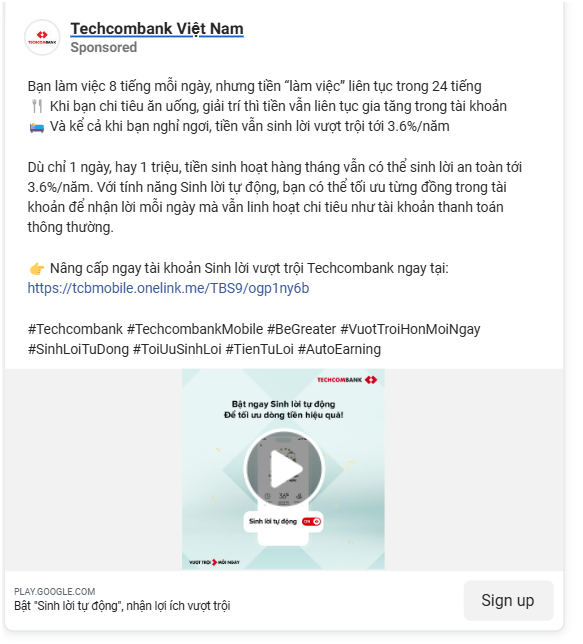 Techcombank Việt Nam
Sponsored
Bạn làm việc 8 tiếng mỗi ngày, nhưng tiền “làm việc” liên tục trong 24 tiếng
🍴 Khi bạn chi tiêu ăn uống, giải trí thì tiền vẫn liên tục gia tăng trong tài khoản
🛌 Và kể cả khi bạn nghỉ ngơi, tiền vẫn sinh lời vượt trội tới 3.6%/năm
Dù chỉ 1 ngày, hay 1 triệu, tiền sinh hoạt hàng tháng vẫn có thể sinh lời an toàn tới
3.6%/năm. Với tính năng Sinh lời tự động, bạn có thể tối ưu từng đồng trong tài
khoản để nhận lời mỗi ngày mà vẫn linh hoạt chi tiêu như tài khoản thanh toán
thông thường.
👉 Nâng cấp ngay tài khoản Sinh lời vượt trội Techcombank ngay tại:
https://tcbmobile.onelink.me/TBS9/ogp1ny6b
#Techcombank #TechcombankMobile #BeGreater #VuotTroiHonMoiNgay
#SinhLoiTuDong #ToiUuSinhLoi #TienTuLoi #AutoEarning
TECHCOMBANK
Bật ngay Sinh lời tự động
Để tối ưu dòng tiền hiệu quả!
Sinh lời tự động ON
VƯỢT TRỘI MỖI NGÀY
PLAY.GOOGLE.COM
Bật "Sinh lời tự động", nhận lợi ích vượt trội
Sign up